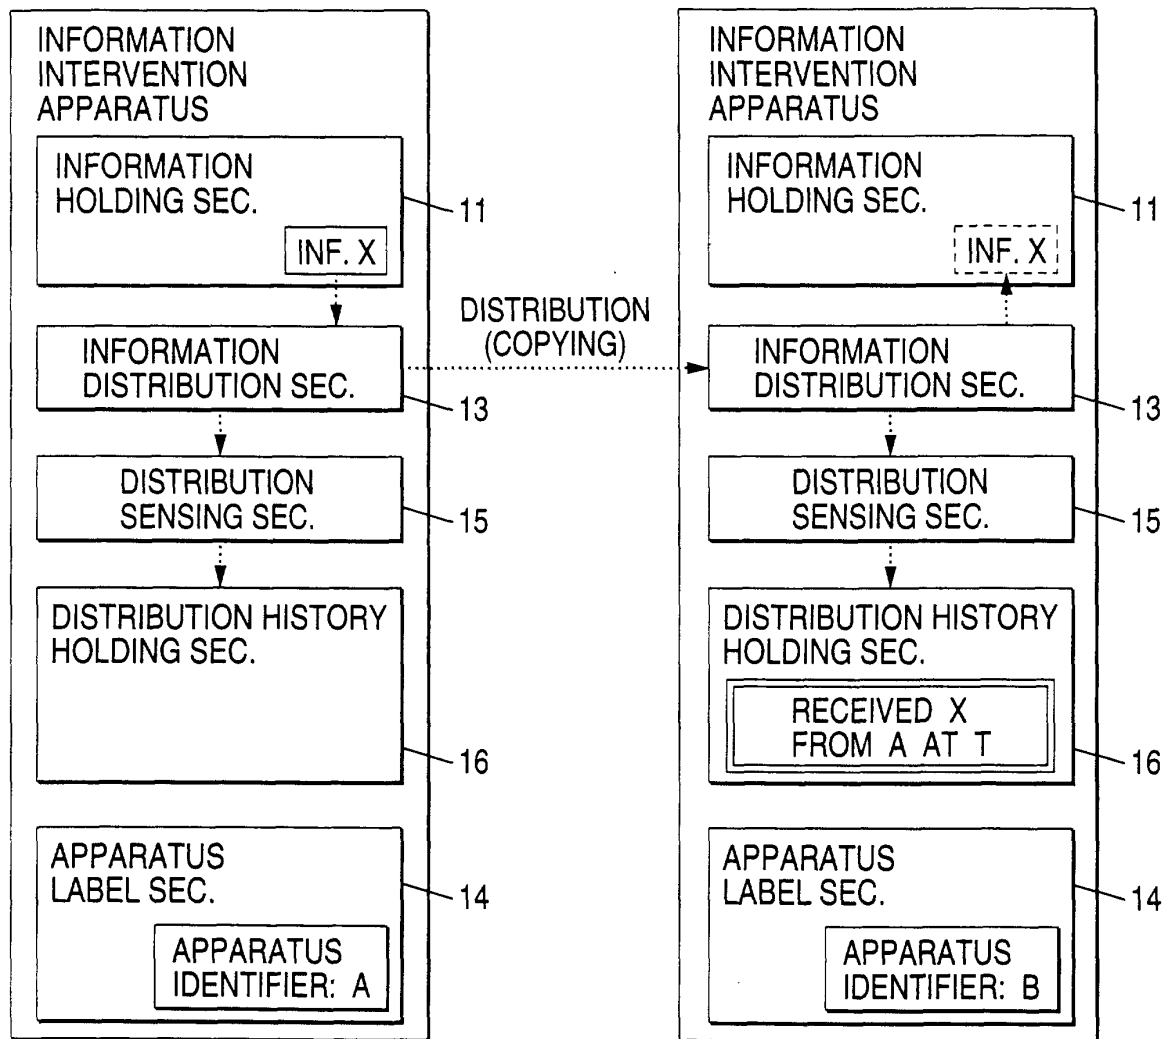 INFORMATION
INTERVENTION
APPARATUS
INFORMATION
HOLDING SEC.
11
INF. X
INFORMATION
DISTRIBUTION SEC.
13
DISTRIBUTION
SENSING SEC.
15
DISTRIBUTION HISTORY
HOLDING SEC.
16
APPARATUS
LABEL SEC.
14
APPARATUS
IDENTIFIER: A
DISTRIBUTION
(COPYING)
INFORMATION
INTERVENTION
APPARATUS
INFORMATION
HOLDING SEC.
11
INF. X
INFORMATION
DISTRIBUTION SEC.
13
DISTRIBUTION
SENSING SEC.
15
DISTRIBUTION HISTORY
HOLDING SEC.
RECEIVED X
FROM A AT T
16
APPARATUS
LABEL SEC.
14
APPARATUS
IDENTIFIER: B